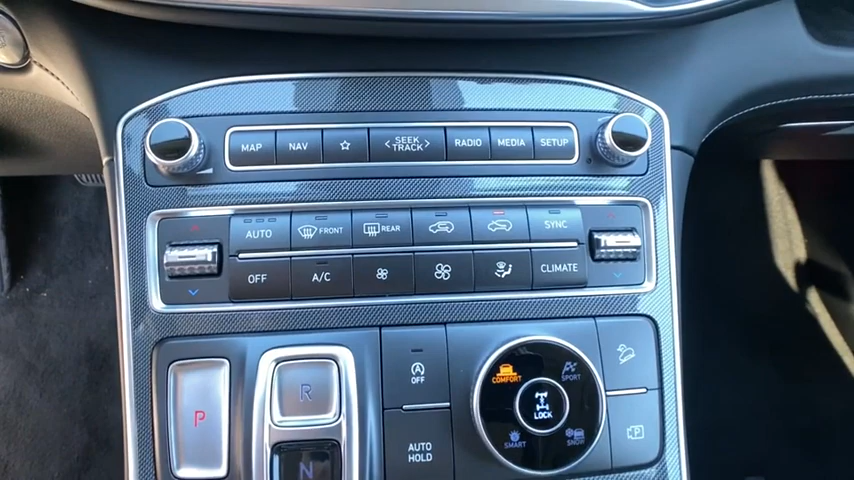 MAP NAV SEEK TRACK RADIO MEDIA SETUP
AUTO FRONT REAR SYNC
OFF A/C CLIMATE
P R N
OFF
AUTO HOLD
COMFORT SPORT
LOCK
SMART SNOW
P